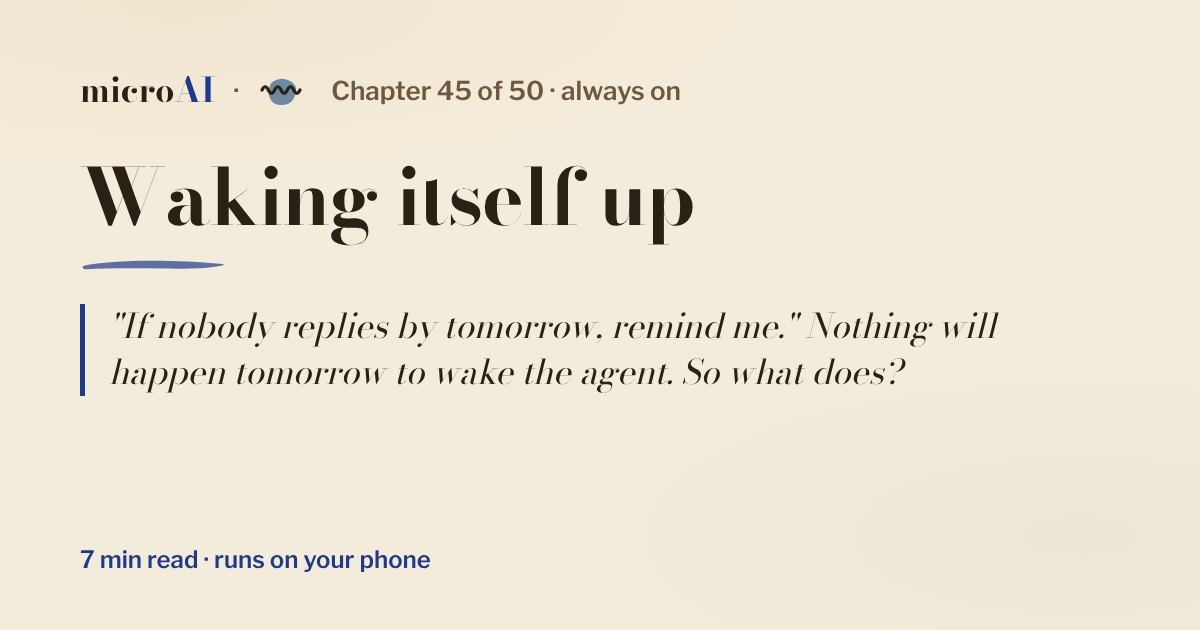 microAI · Chapter 45 of 50 · always on
Waking itself up
"If nobody replies by tomorrow, remind me." Nothing will
happen tomorrow to wake the agent. So what does?
7 min read · runs on your phone